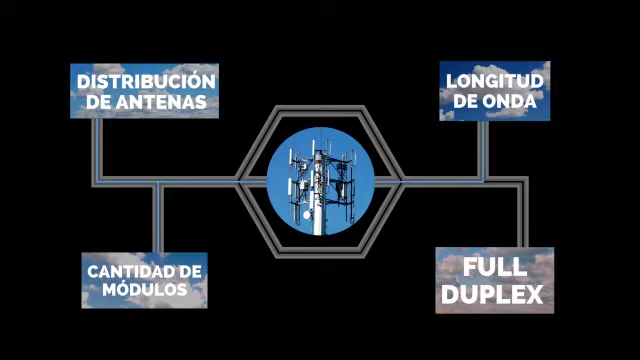 DISTRIBUCIÓN
DE ANTENAS
LONGITUD
DE ONDA
CANTIDAD DE
MÓDULOS
FULL
DUPLEX